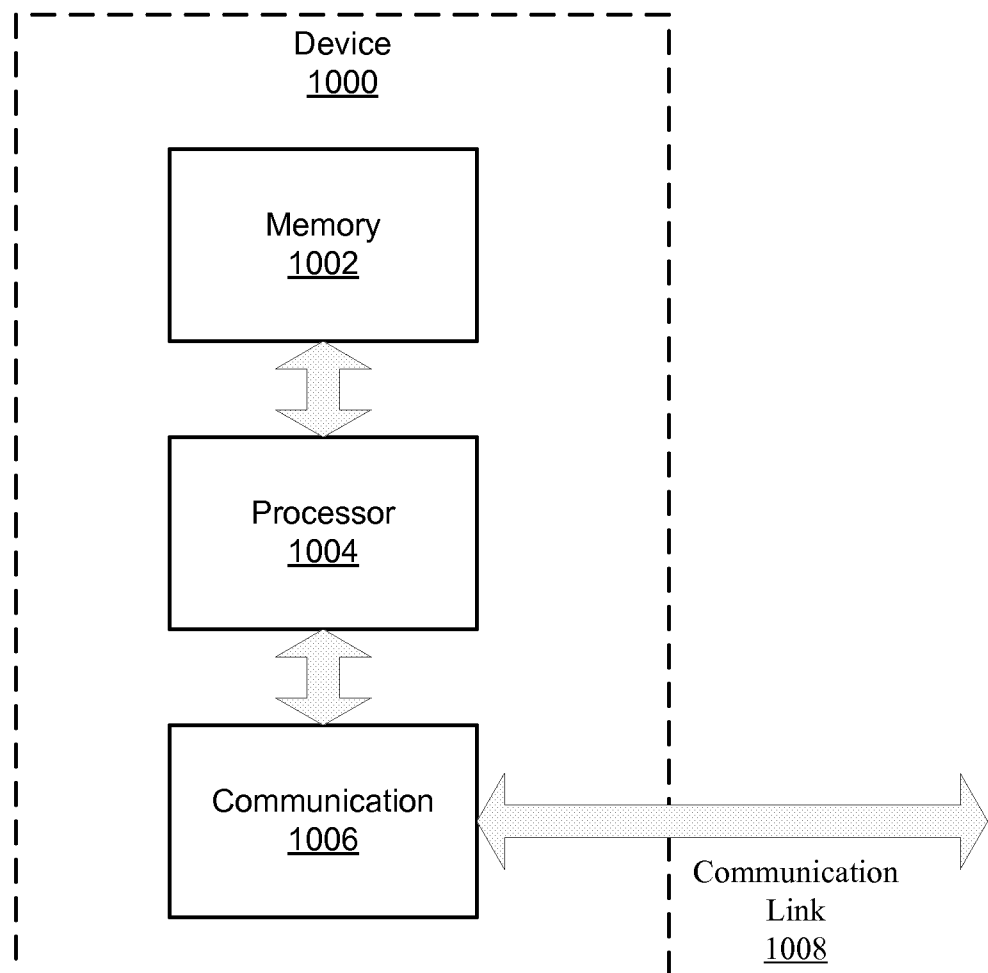 Device
1000
Memory
1002
Processor
1004
Communication
1006
Communication
Link
1008